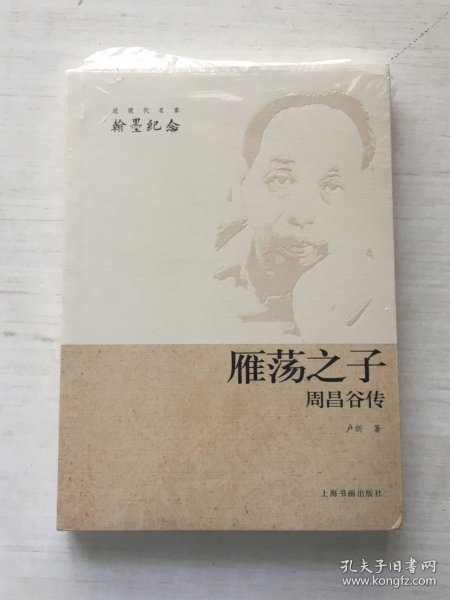 近现代名家
翰墨纪念
雁荡之子
周昌谷传
卢炘 著
上海书画出版社
孔夫子旧书网
www.kongfz.com